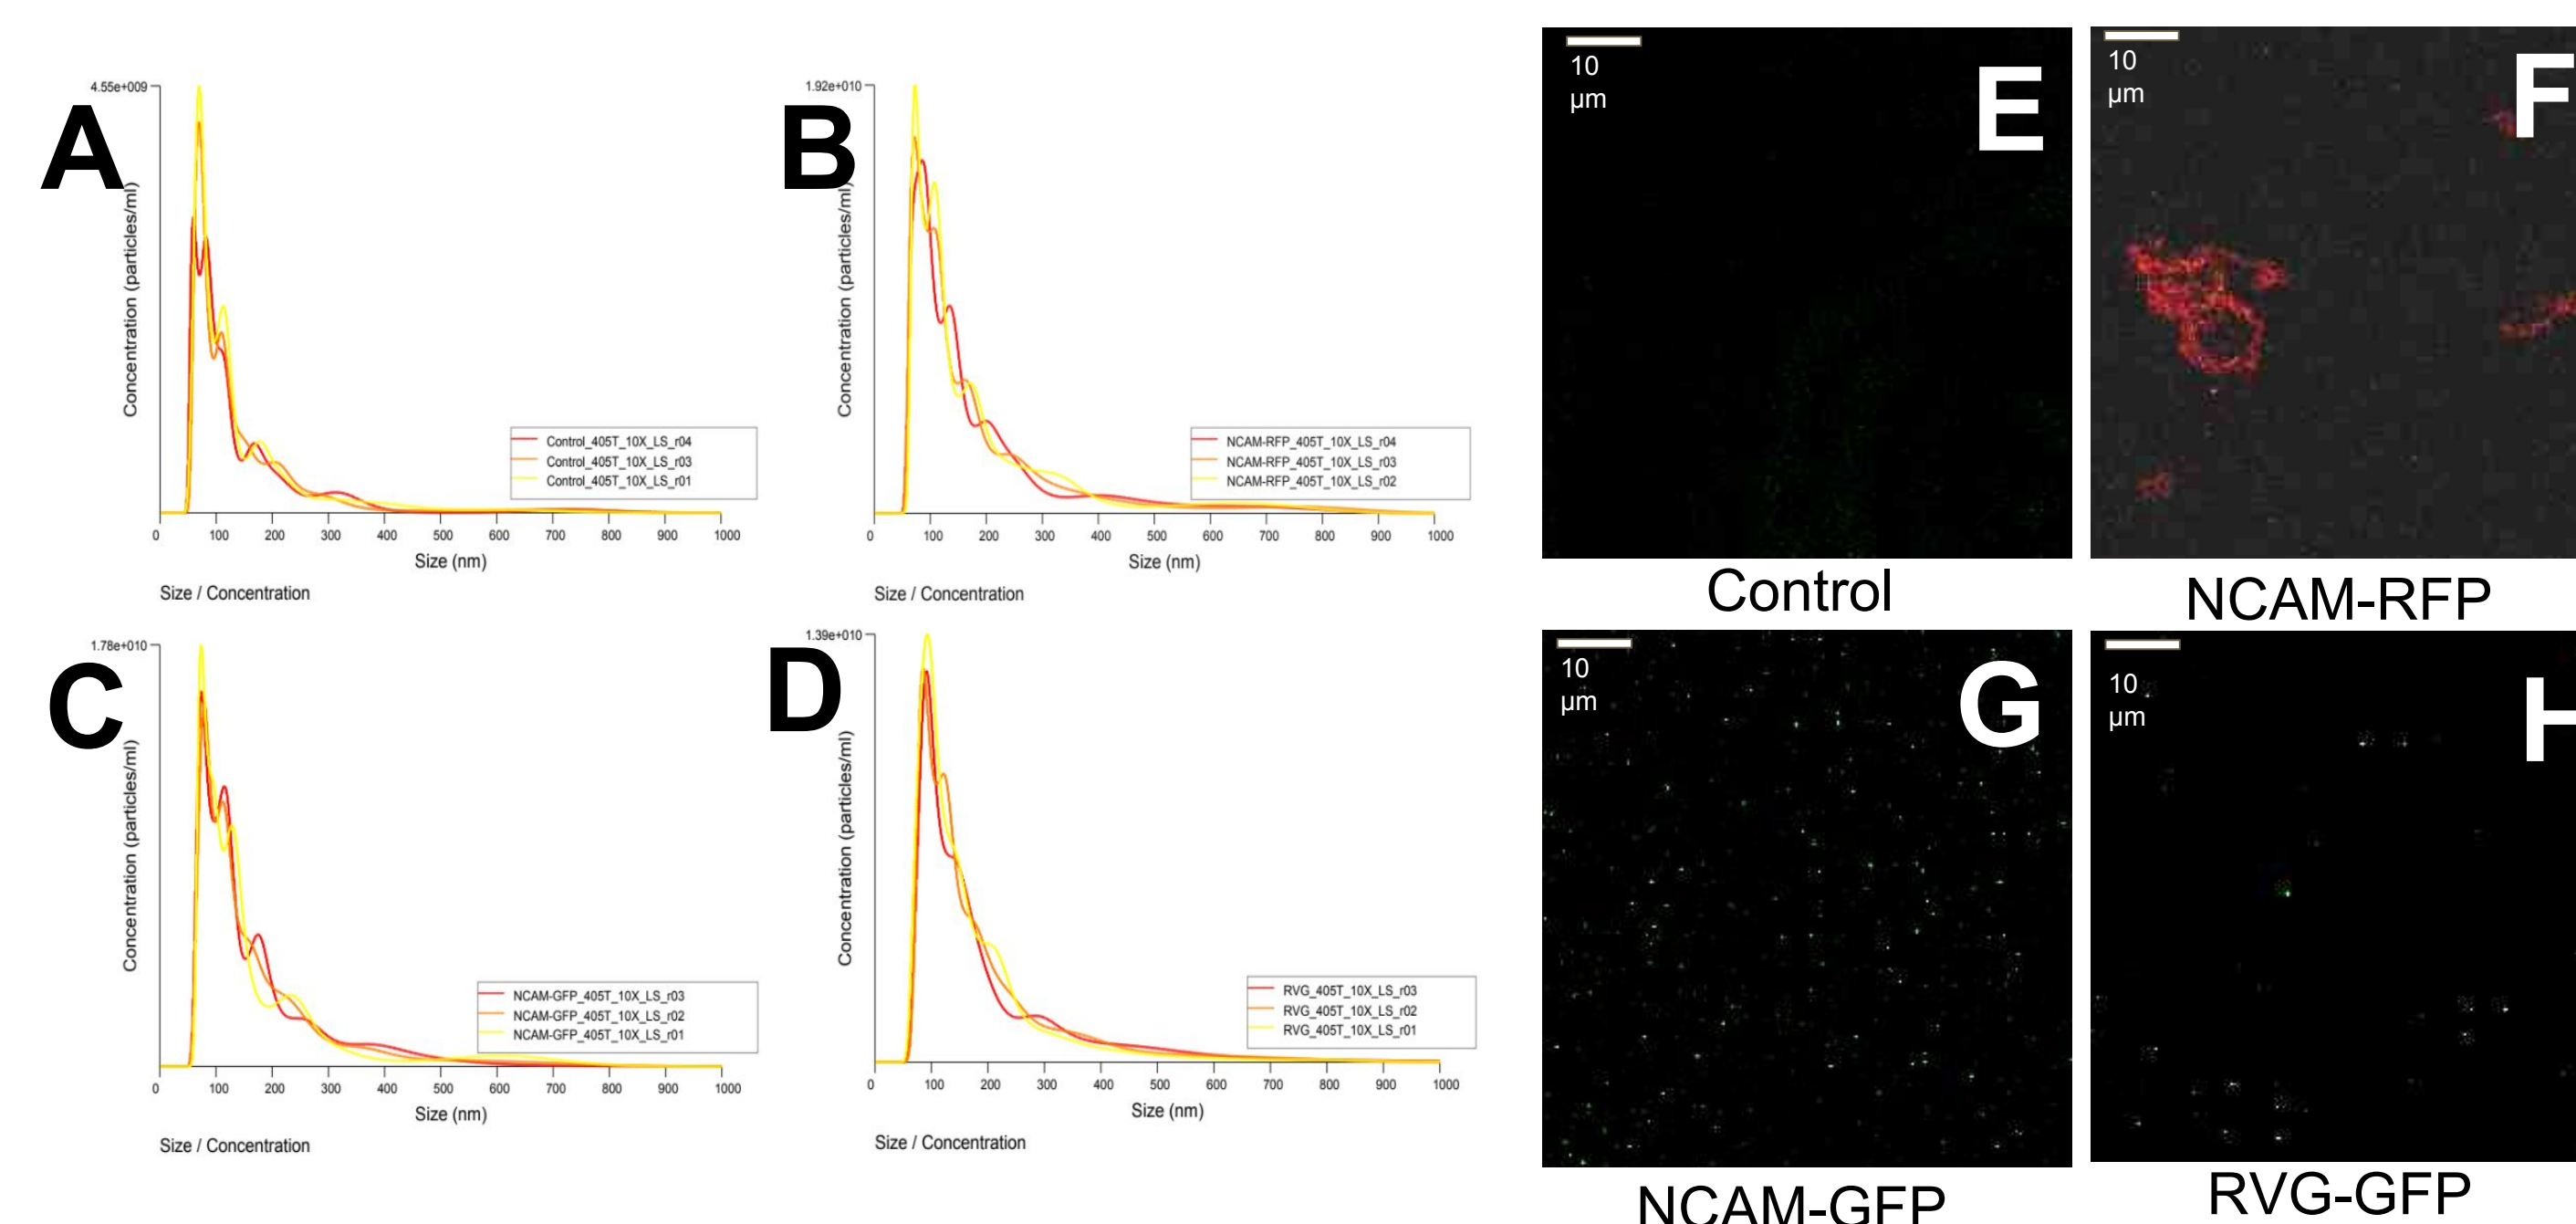 A
4.55e+009
Concentration (particles/ml)
Control_405T_10X_LS_r04
Control_405T_10X_LS_r03
Control_405T_10X_LS_r01
0 100 200 300 400 500 600 700 800 900 1000
Size (nm)
Size / Concentration
B
1.92e+010
Concentration (particles/ml)
NCAM-RFP_405T_10X_LS_r04
NCAM-RFP_405T_10X_LS_r03
NCAM-RFP_405T_10X_LS_r02
0 100 200 300 400 500 600 700 800 900 1000
Size (nm)
Size / Concentration
C
1.78e+010
Concentration (particles/ml)
NCAM-GFP_405T_10X_LS_r03
NCAM-GFP_405T_10X_LS_r02
NCAM-GFP_405T_10X_LS_r01
0 100 200 300 400 500 600 700 800 900 1000
Size (nm)
Size / Concentration
D
1.39e+010
Concentration (particles/ml)
RVG_405T_10X_LS_r03
RVG_405T_10X_LS_r02
RVG_405T_10X_LS_r01
0 100 200 300 400 500 600 700 800 900 1000
Size (nm)
Size / Concentration
10
µm
E
Control
10
µm
F
NCAM-RFP
10
µm
G
NCAM-GFP
10
µm
H
RVG-GFP